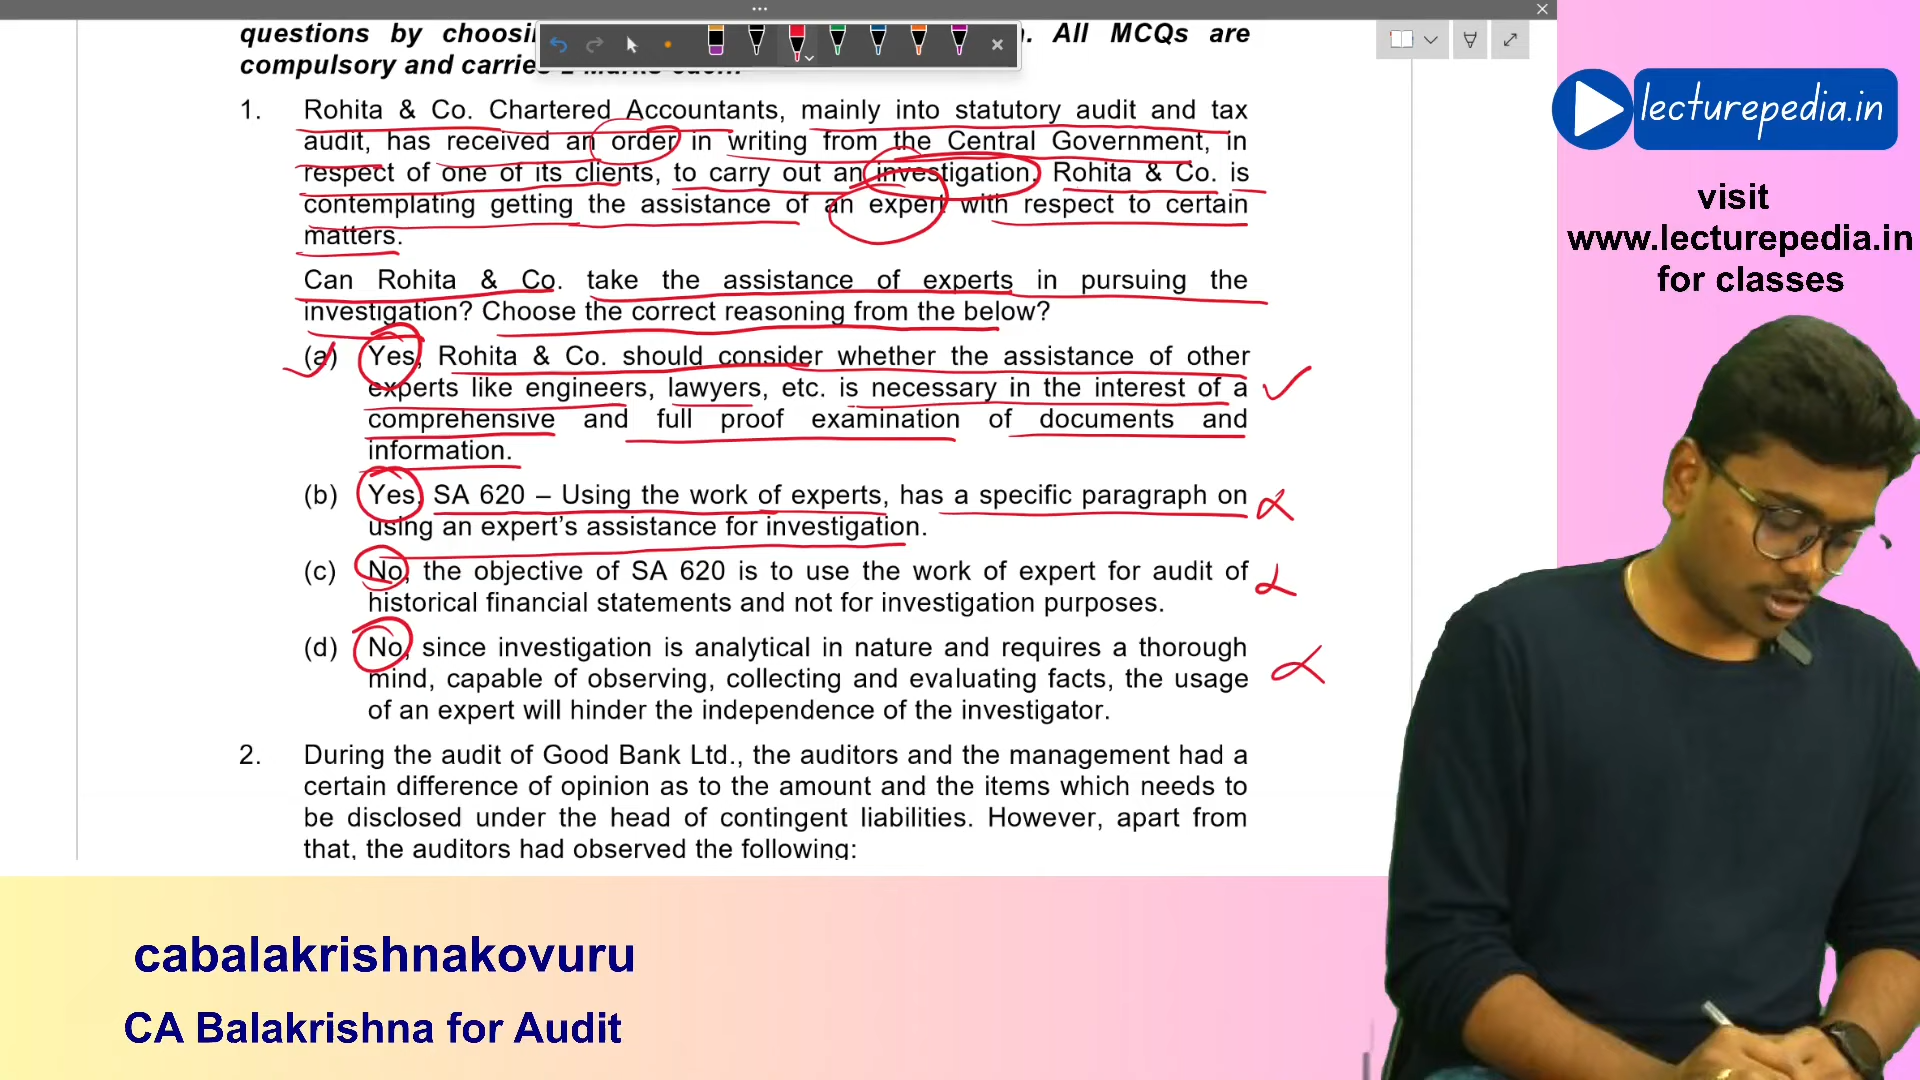 questions by choosi
. All MCQs are
compulsory and carries
1. Rohita & Co. Chartered Accountants, mainly into statutory audit and tax
audit, has received an order in writing from the Central Government, in
respect of one of its clients, to carry out an investigation. Rohita & Co. is
contemplating getting the assistance of an expert with respect to certain
matters.
Can Rohita & Co. take the assistance of experts in pursuing the
investigation? Choose the correct reasoning from the below?
(a) Yes, Rohita & Co. should consider whether the assistance of other
experts like engineers, lawyers, etc. is necessary in the interest of a
comprehensive and full proof examination of documents and
information.
(b) Yes, SA 620 – Using the work of experts, has a specific paragraph on
using an expert's assistance for investigation.
(c) No, the objective of SA 620 is to use the work of expert for audit of
historical financial statements and not for investigation purposes.
(d) No, since investigation is analytical in nature and requires a thorough
mind, capable of observing, collecting and evaluating facts, the usage
of an expert will hinder the independence of the investigator.
2. During the audit of Good Bank Ltd., the auditors and the management had a
certain difference of opinion as to the amount and the items which needs to
be disclosed under the head of contingent liabilities. However, apart from
that, the auditors had observed the following:
lecturepedia.in
visit
www.lecturepedia.in
for classes
cabalakrishnakovuru
CA Balakrishna for Audit